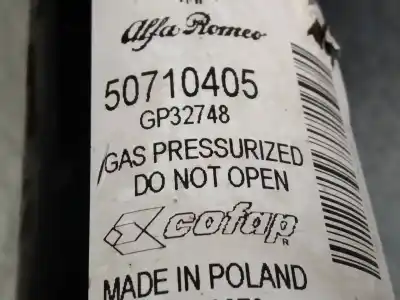 Alfa Romeo
50710405
GP32748
GAS PRESSURIZED
DO NOT OPEN
cofap
R
MADE IN POLAND